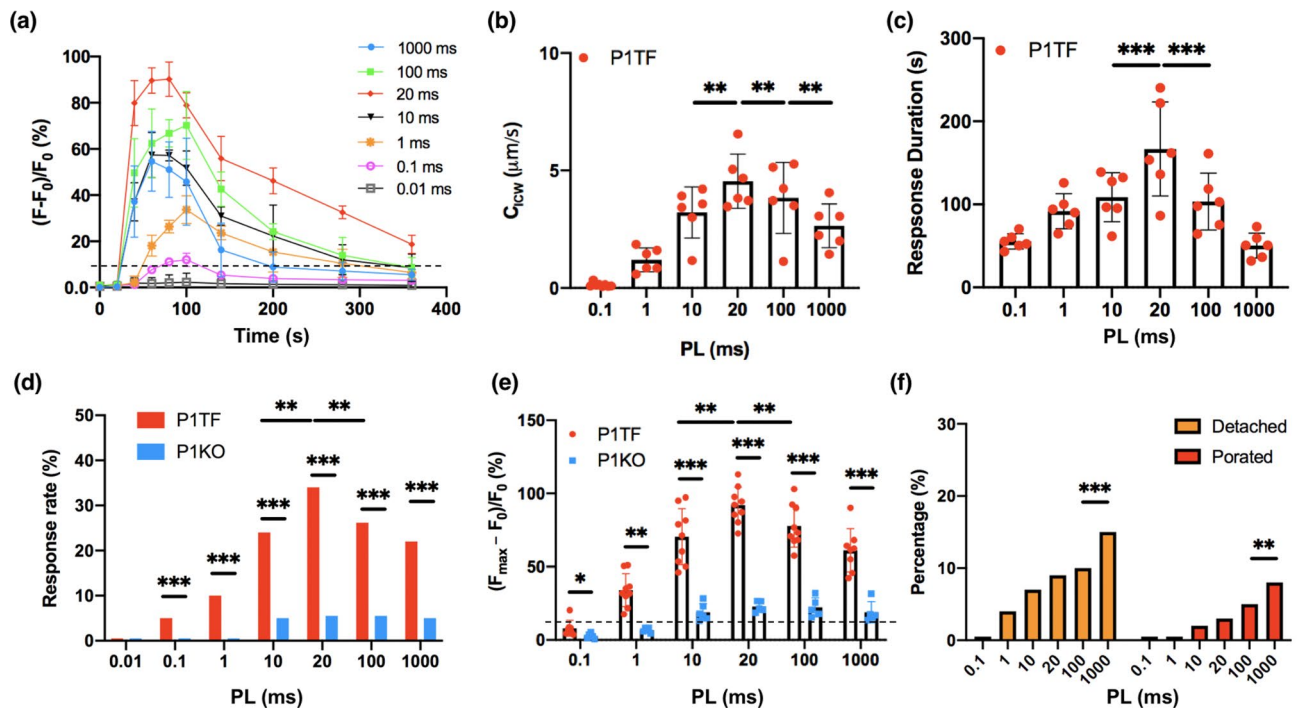 (a)
(F-F₀)/F₀ (%)
100
80
60
40
20
0.0
0
100
200
300
400
Time (s)
1000 ms
100 ms
20 ms
10 ms
1 ms
0.1 ms
0.01 ms
(b)
C_ICW (μm/s)
10
5
0
P1TF
** ** **
0.1 1 10 20 100 1000
PL (ms)
(c)
Response Duration (s)
300
200
100
0
P1TF
*** ***
0.1 1 10 20 100 1000
PL (ms)
(d)
Response rate (%)
50
40
30
20
10
0
P1TF
P1KO
** **
*** *** *** *** *** ***
0.01 0.1 1 10 20 100 1000
PL (ms)
(e)
(Fmax − F₀)/F₀ (%)
150
100
50
0
P1TF
P1KO
** **
* ** *** *** *** ***
0.1 1 10 20 100 1000
PL (ms)
(f)
Percentage (%)
30
20
10
0
Detached
Porated
*** **
0.1 1 10 20 100 1000 0.1 1 10 20 100 1000
PL (ms)